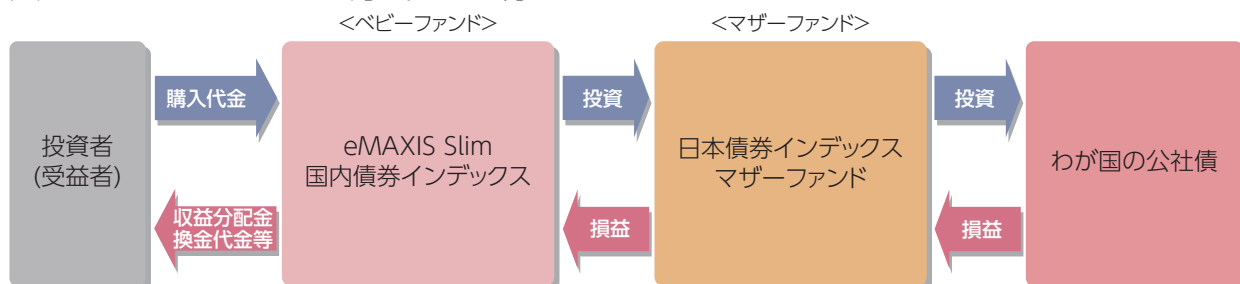 <ベビーファンド>
<マザーファンド>
投資者
(受益者)
購入代金
収益分配金
換金代金等
eMAXIS Slim
国内債券インデックス
投資
損益
日本債券インデックス
マザーファンド
投資
損益
わが国の公社債